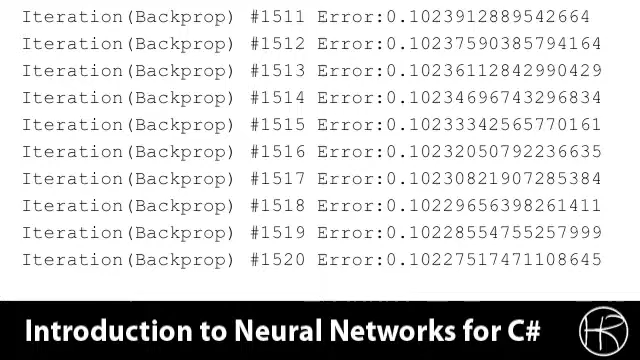 Iteration(Backprop) #1511 Error:0.1023912889542664
Iteration(Backprop) #1512 Error:0.10237590385794164
Iteration(Backprop) #1513 Error:0.10236112842990429
Iteration(Backprop) #1514 Error:0.10234696743296834
Iteration(Backprop) #1515 Error:0.10233342565770161
Iteration(Backprop) #1516 Error:0.10232050792236635
Iteration(Backprop) #1517 Error:0.10230821907285384
Iteration(Backprop) #1518 Error:0.10229656398261411
Iteration(Backprop) #1519 Error:0.10228554755257999
Iteration(Backprop) #1520 Error:0.10227517471108645
Introduction to Neural Networks for C#